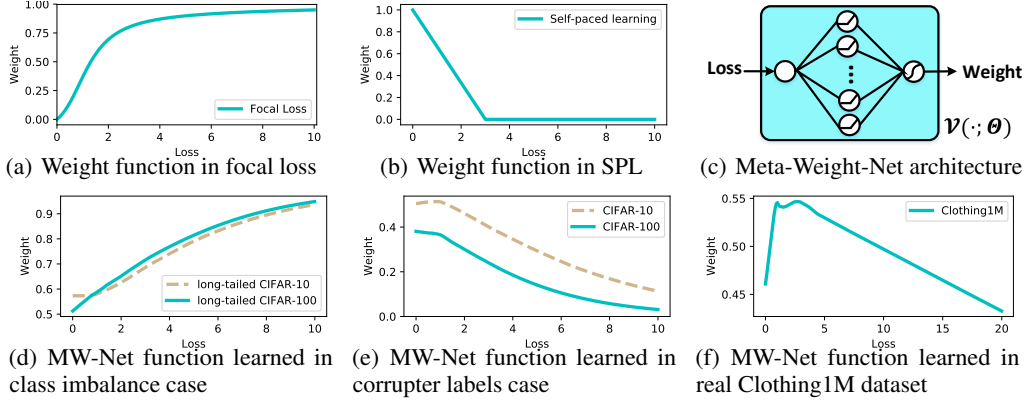 1.00
0.75
0.50
0.25
0.00
Weight
Focal Loss
0 2 4 6 8 10
Loss
(a) Weight function in focal loss
1.0
0.8
0.6
0.4
0.2
0.0
Weight
Self-paced learning
0 2 4 6 8 10
Loss
(b) Weight function in SPL
Loss
Weight
𝒱(·; Θ)
(c) Meta-Weight-Net architecture
0.9
0.8
0.7
0.6
0.5
Weight
long-tailed CIFAR-10
long-tailed CIFAR-100
0 2 4 6 8 10
Loss
(d) MW-Net function learned in
class imbalance case
0.4
0.2
0.0
Weight
CIFAR-10
CIFAR-100
0 2 4 6 8 10
Loss
(e) MW-Net function learned in
corrupter labels case
0.55
0.50
0.45
Weight
Clothing1M
0 5 10 15 20
Loss
(f) MW-Net function learned in
real Clothing1M dataset